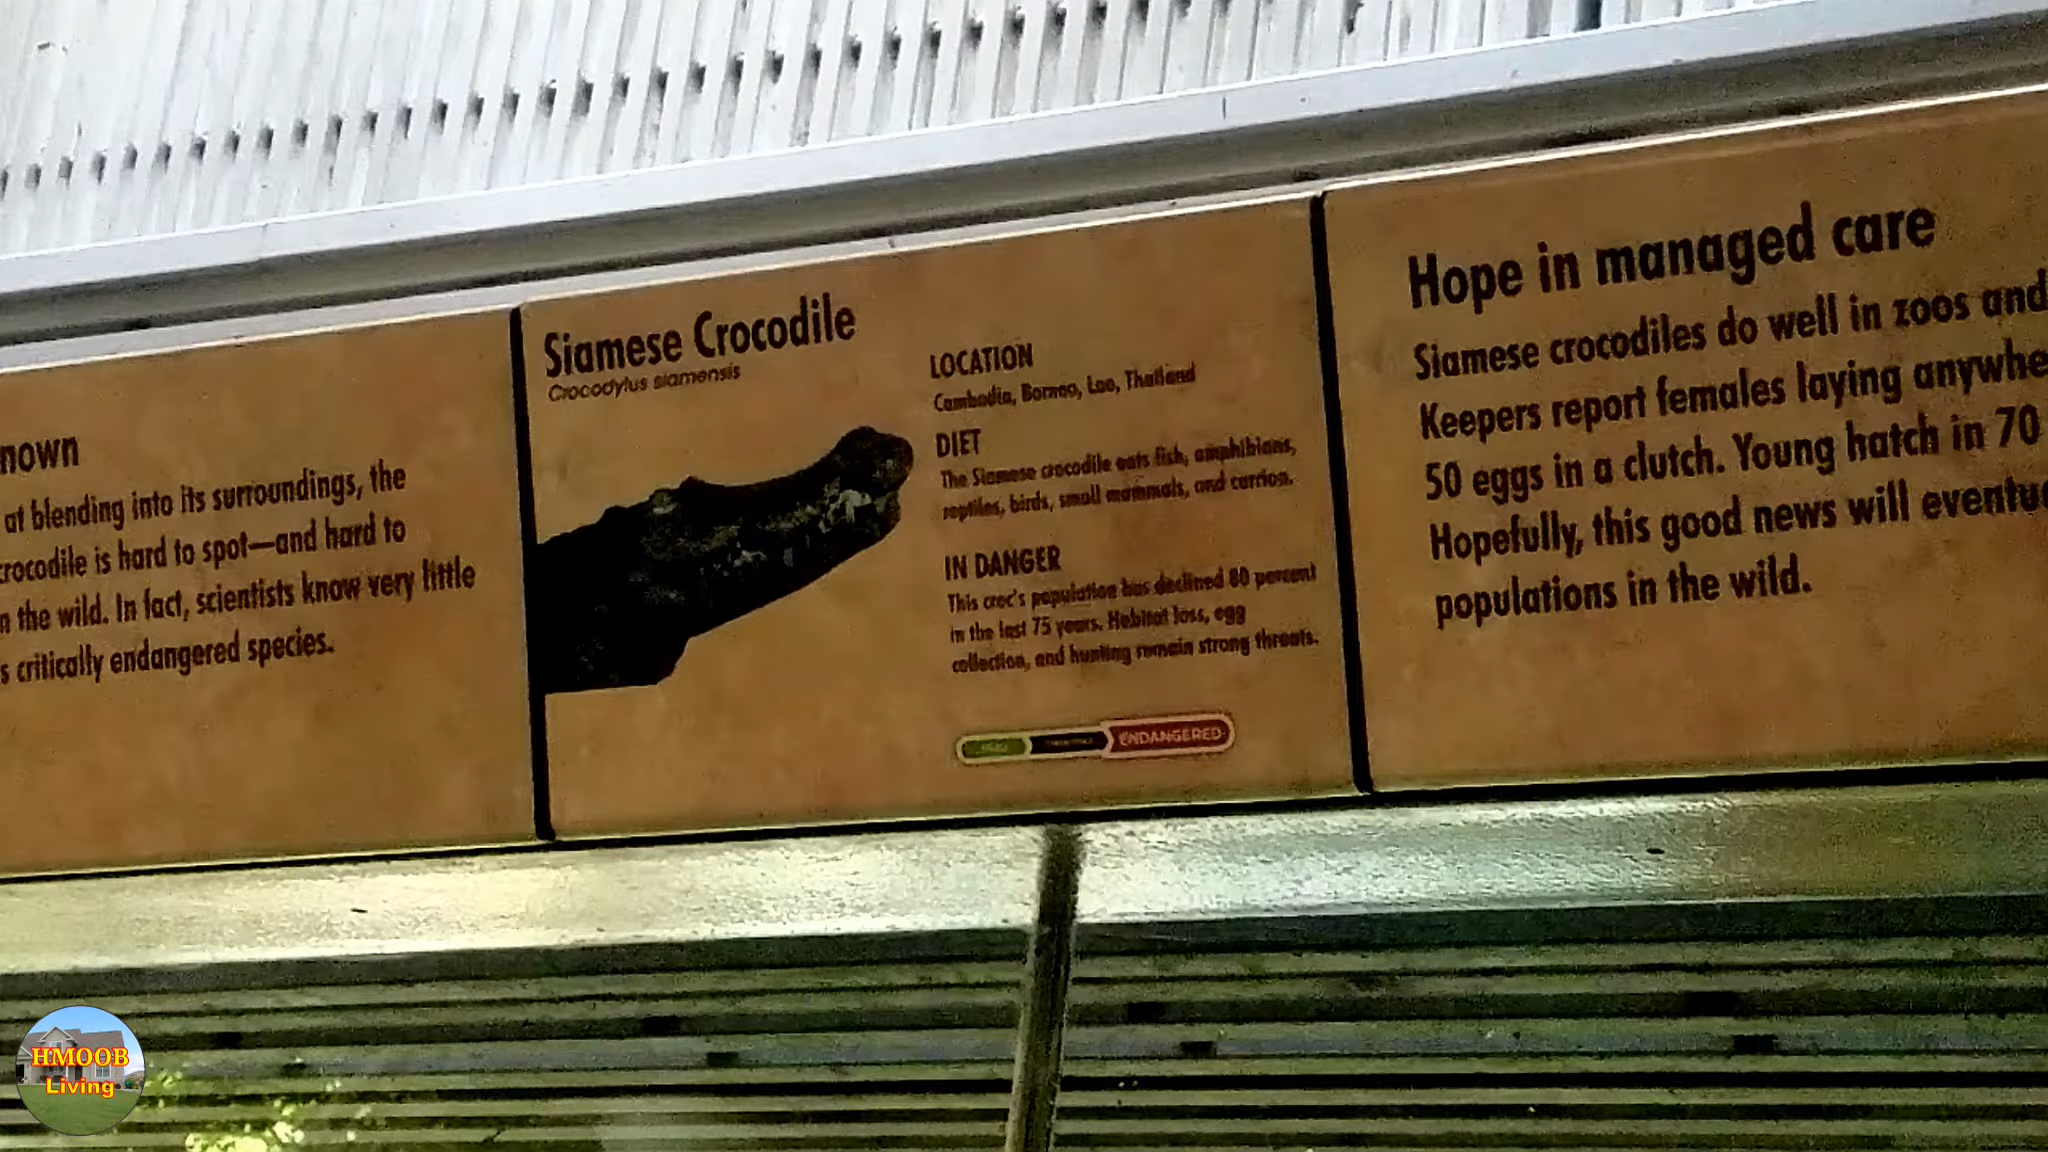 nown
at blending into its surroundings, the
crocodile is hard to spot—and hard to
n the wild. In fact, scientists know very little
s critically endangered species.
Siamese Crocodile
Crocodylus siamensis
LOCATION
Cambodia, Borneo, Lao, Thailand
DIET
The Siamese crocodile eats fish, amphibians,
reptiles, birds, small mammals, and carrion.
IN DANGER
This croc's population has declined 80 percent
in the last 75 years. Habitat loss, egg
collection, and hunting remain strong threats.
ENDANGERED
Hope in managed care
Siamese crocodiles do well in zoos and
Keepers report females laying anywhe
50 eggs in a clutch. Young hatch in 70
Hopefully, this good news will eventu
populations in the wild.
HMOOB
Living